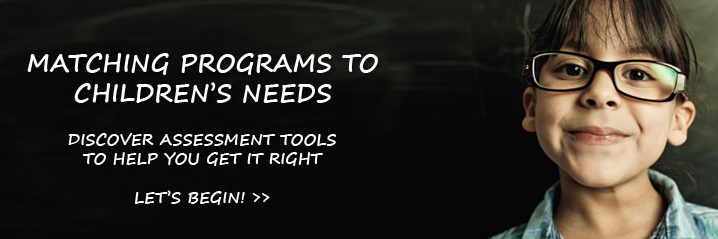 MATCHING PROGRAMS TO
CHILDREN'S NEEDS
DISCOVER ASSESSMENT TOOLS
TO HELP YOU GET IT RIGHT
LET'S BEGIN! >>